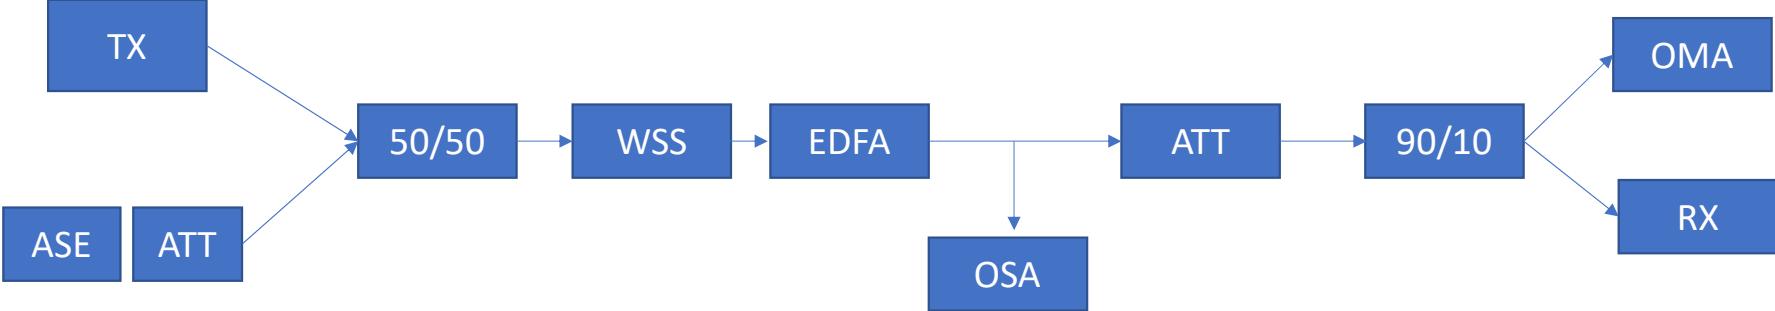 TX
ASE
ATT
50/50
WSS
EDFA
OSA
ATT
90/10
OMA
RX